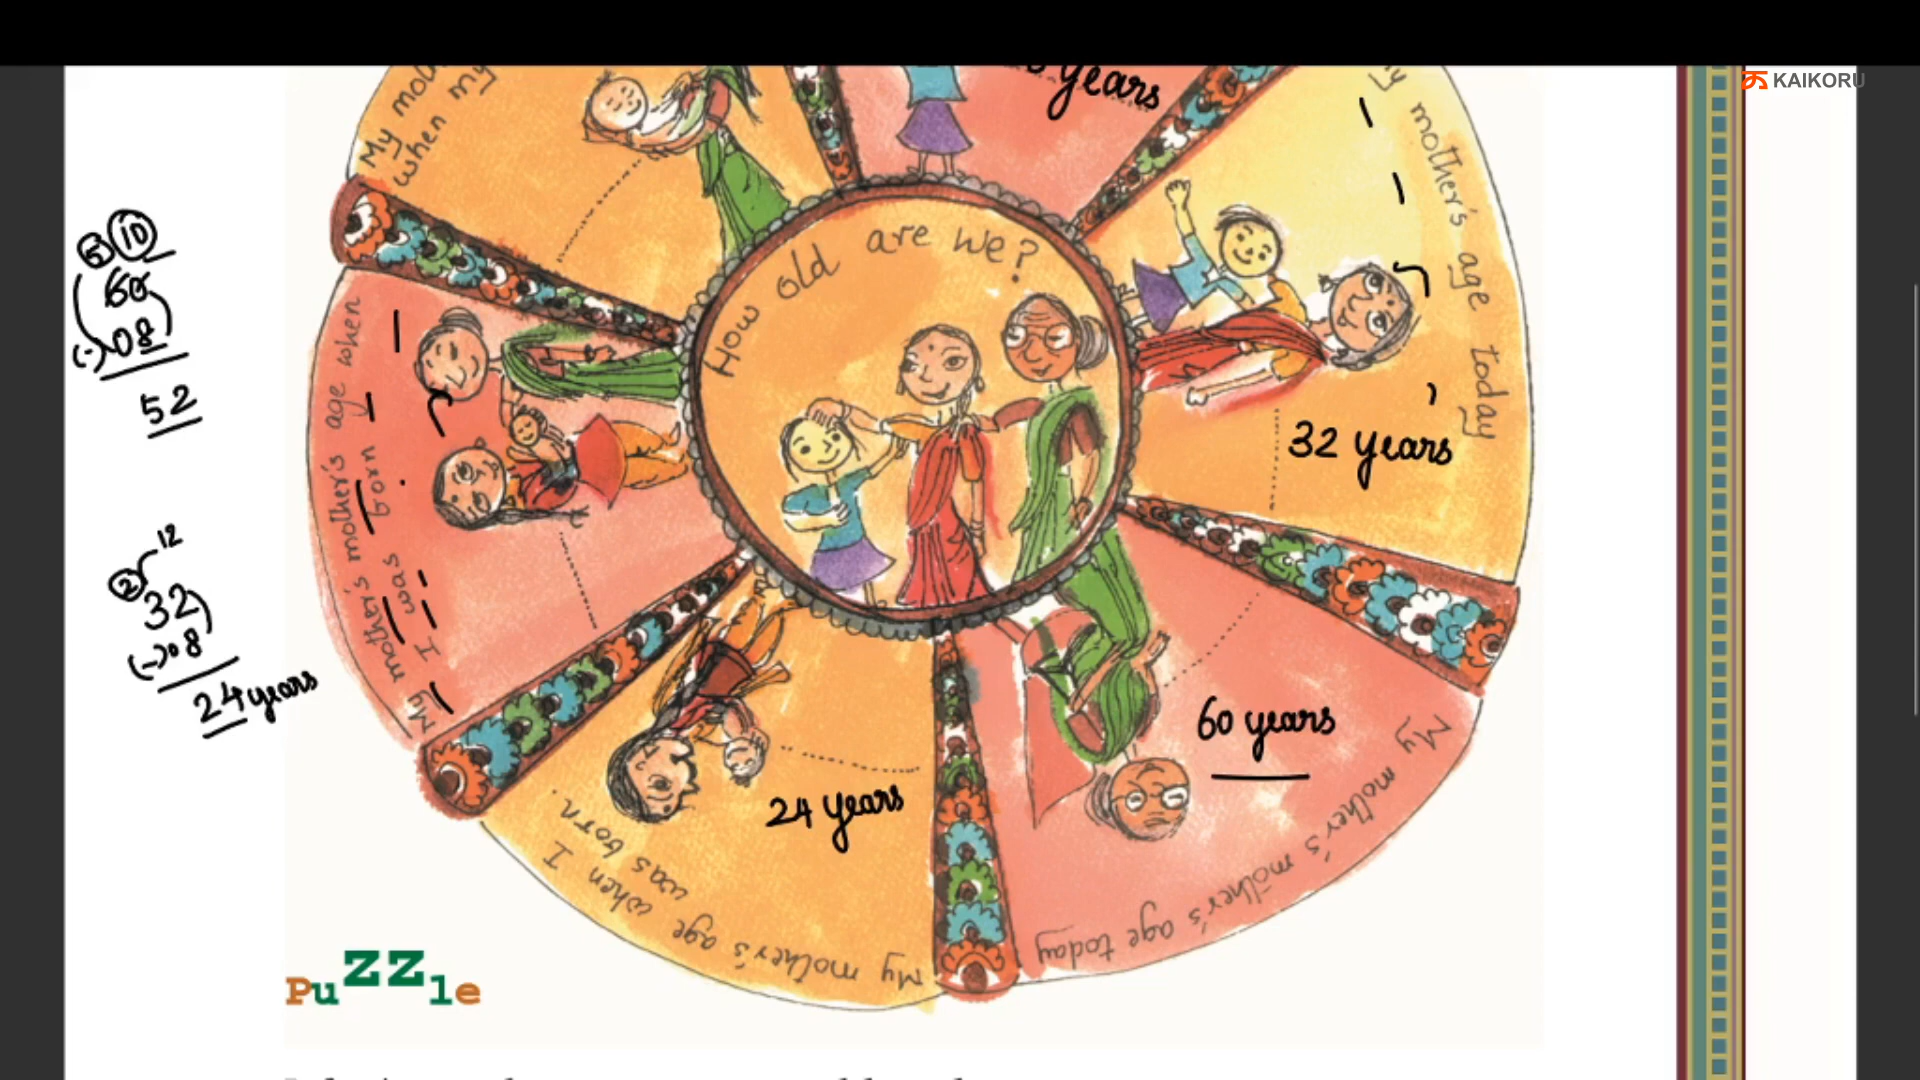 KAIKORU
years
My mother's age today
My
when my
How old are we?
5 10
60
(-) 08
52
32 years
My mother's mother's age when
I was born
12
2
32
(-) 08
24 years
60 years
24 years
My mother's age when I
was born.
My mother's mother's age today
Puzzle